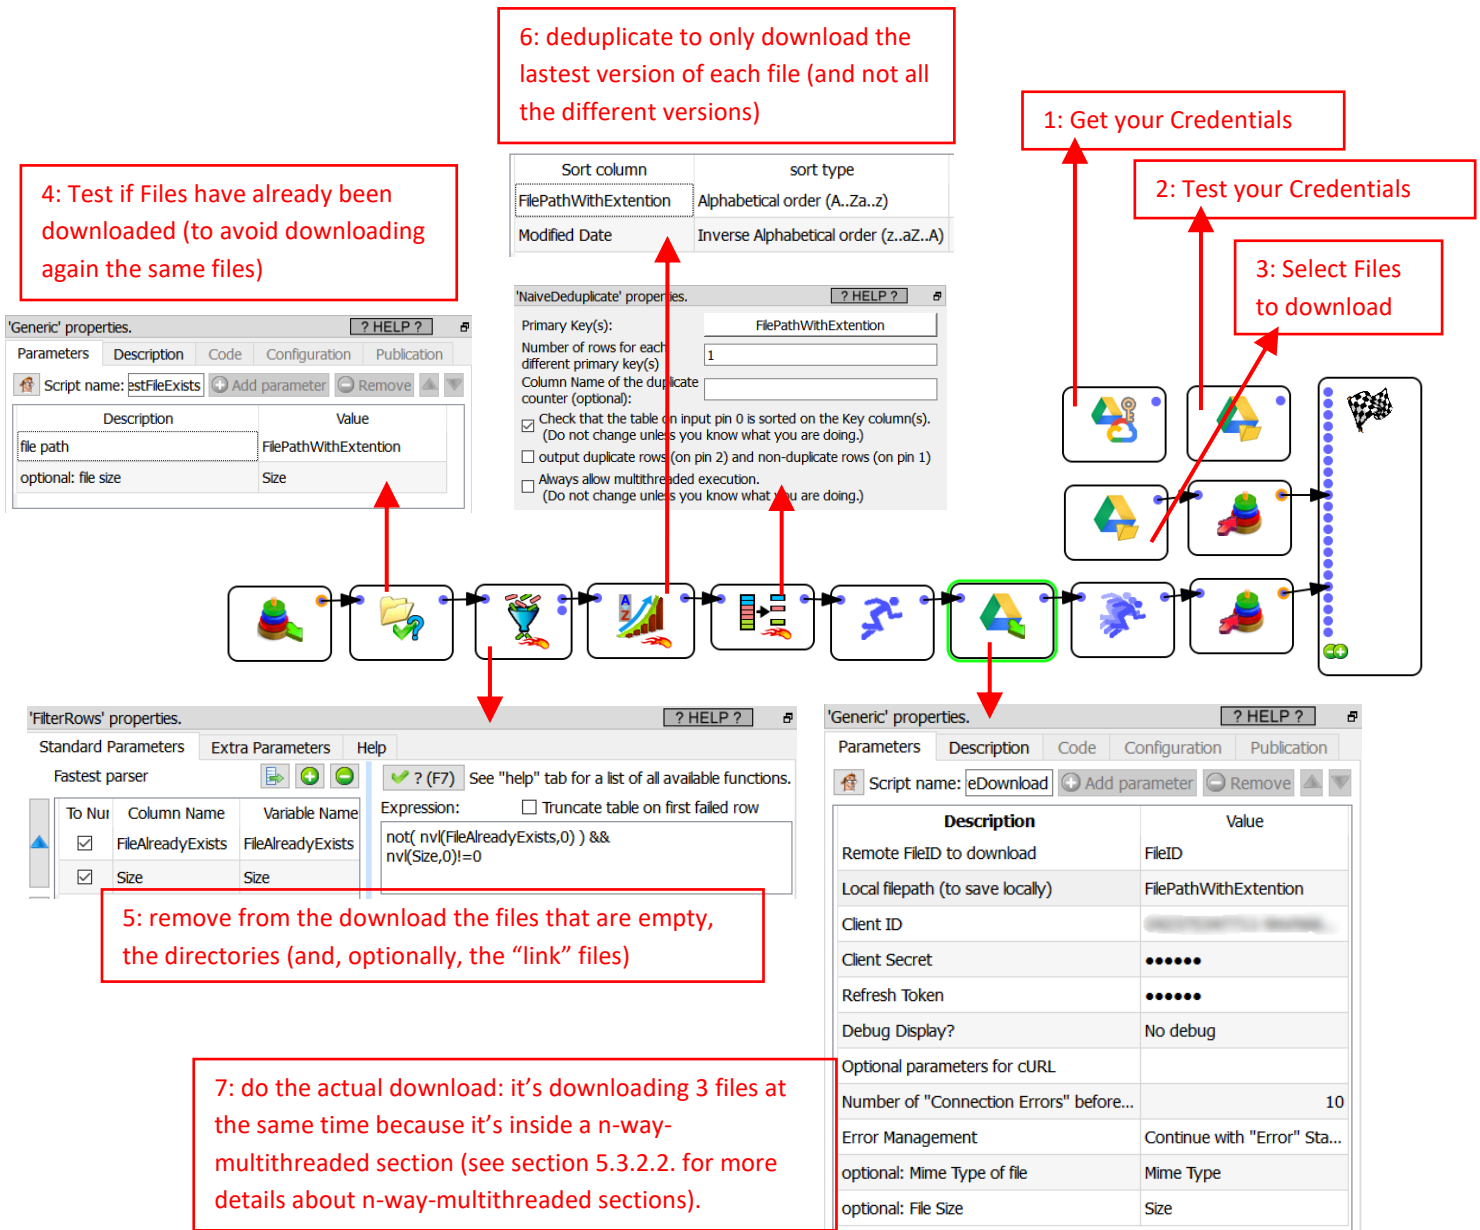 6: deduplicate to only download the
lastest version of each file (and not all
the different versions)
1: Get your Credentials
2: Test your Credentials
3: Select Files
to download
4: Test if Files have already been
downloaded (to avoid downloading
again the same files)
Sort column sort type
FilePathWithExtention Alphabetical order (A..Za..z)
Modified Date Inverse Alphabetical order (z..aZ..A)
'NaiveDeduplicate' properties. ? HELP ?
Primary Key(s): FilePathWithExtention
Number of rows for each
different primary key(s) 1
Column Name of the duplicate
counter (optional):
Check that the table on input pin 0 is sorted on the Key column(s).
(Do not change unless you know what you are doing.)
output duplicate rows (on pin 2) and non-duplicate rows (on pin 1)
Always allow multithreaded execution.
(Do not change unless you know what you are doing.)
'Generic' properties. ? HELP ?
Parameters Description Code Configuration Publication
Script name: estFileExists Add parameter Remove
Description Value
file path FilePathWithExtention
optional: file size Size
A
Z
'FilterRows' properties. ? HELP ?
Standard Parameters Extra Parameters Help
Fastest parser ? (F7) See "help" tab for a list of all available functions.
To Nur Column Name Variable Name Expression: Truncate table on first failed row
FileAlreadyExists FileAlreadyExists not( nvl(FileAlreadyExists,0) ) &&
nvl(Size,0)!=0
Size Size
5: remove from the download the files that are empty,
the directories (and, optionally, the “link” files)
7: do the actual download: it’s downloading 3 files at
the same time because it’s inside a n-way-
multithreaded section (see section 5.3.2.2. for more
details about n-way-multithreaded sections).
'Generic' properties. ? HELP ?
Parameters Description Code Configuration Publication
Script name: eDownload Add parameter Remove
Description Value
Remote FileID to download FileID
Local filepath (to save locally) FilePathWithExtention
Client ID
Client Secret ●●●●●●
Refresh Token ●●●●●●
Debug Display? No debug
Optional parameters for cURL
Number of "Connection Errors" before... 10
Error Management Continue with "Error" Sta...
optional: Mime Type of file Mime Type
optional: File Size Size